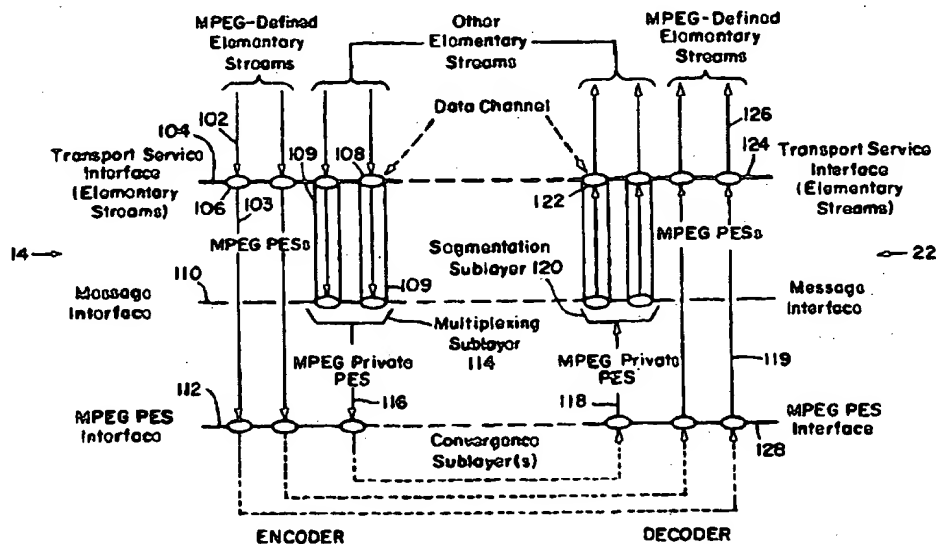 MPEG-Defined
Elementary
Streams
Other
Elementary
Streams
MPEG-Defined
Elementary
Streams
102
104
109
108
Data Channel
126
124
Transport Service
Interface
(Elementary
Streams)
106
103
122
Transport Service
Interface
(Elementary
Streams)
14
MPEG PESs
Segmentation
Sublayer 120
MPEG PESs
22
110
109
Message
Interface
Message
Interface
Multiplexing
Sublayer
114
MPEG Private
PES
MPEG Private
PES
119
112
116
118
MPEG PES
Interface
Convergence
Sublayer(s)
MPEG PES
Interface
128
ENCODER
DECODER